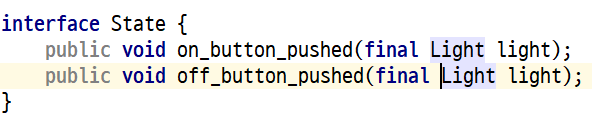 interface State {
    public void on_button_pushed(final Light light);
    public void off_button_pushed(final Light light);
}